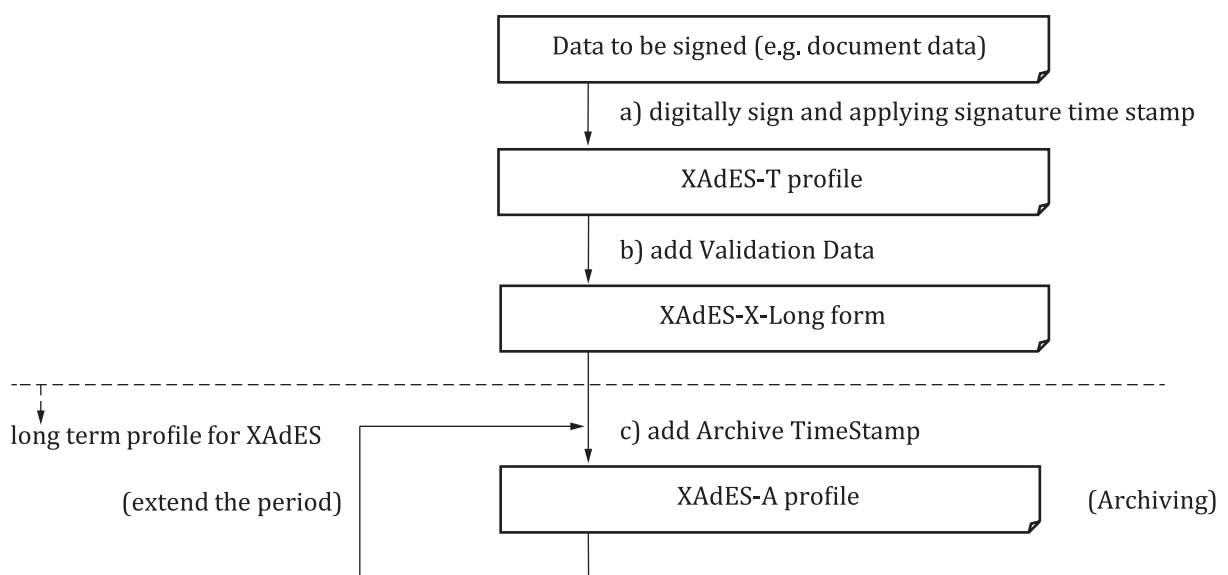 Data to be signed (e.g. document data)
a) digitally sign and applying signature time stamp
XAdES-T profile
b) add Validation Data
XAdES-X-Long form
long term profile for XAdES
c) add Archive TimeStamp
(extend the period)
XAdES-A profile
(Archiving)